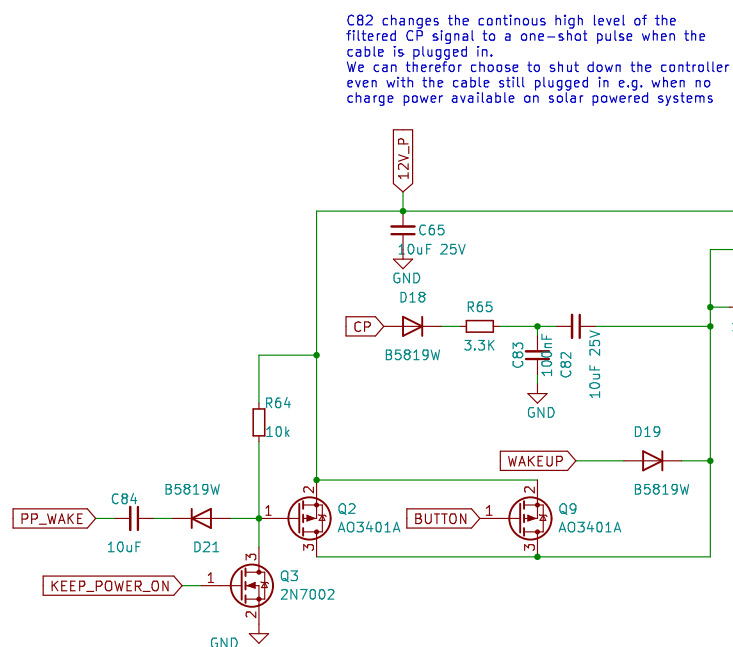 C82 changes the continous high level of the
filtered CP signal to a one-shot pulse when the
cable is plugged in.
We can therefor choose to shut down the controller
even with the cable still plugged in e.g. when no
charge power available on solar powered systems
12V_P
C65
10uF 25V
GND
D18
CP
B5819W
R65
3.3K
C83
100nF
C82
10uF 25V
GND
R64
10k
D19
WAKEUP
B5819W
C84
B5819W
PP_WAKE
10uF
D21
1
2
Q2
AO3401A
3
BUTTON
1
2
Q9
AO3401A
3
KEEP_POWER_ON
1
3
Q3
2N7002
2
GND